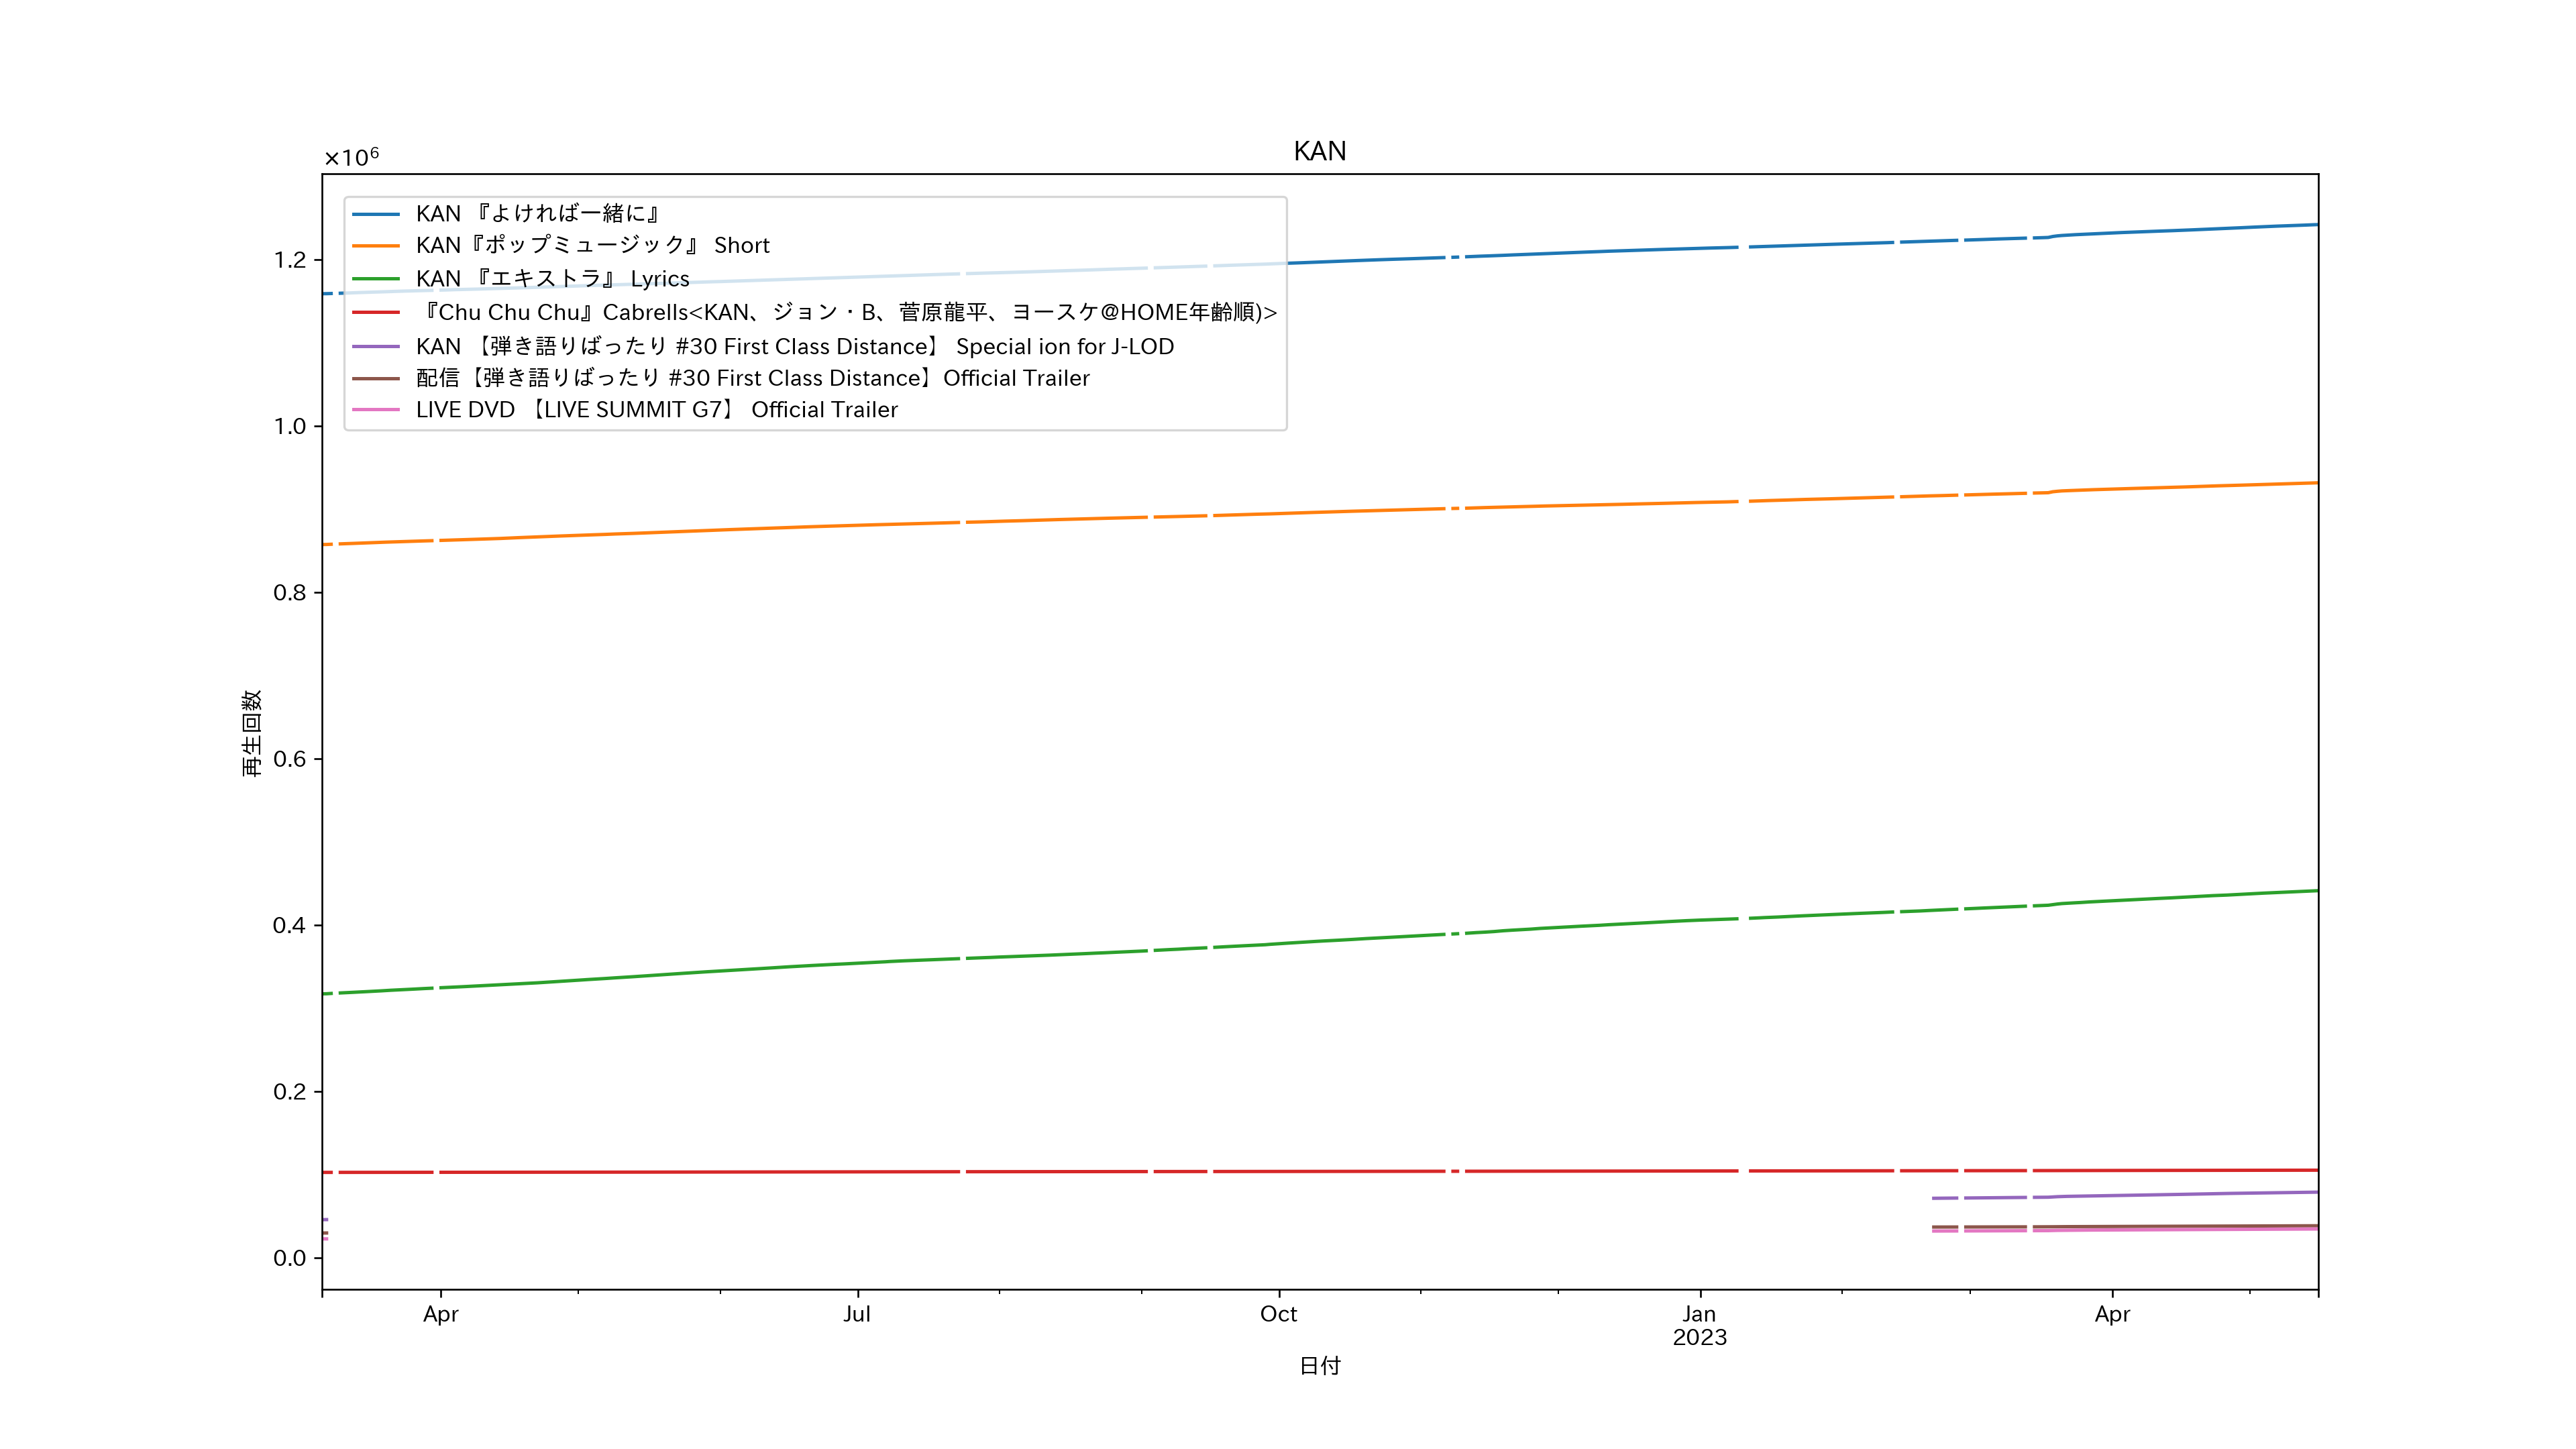 KAN
×10⁶
KAN 『よければ一緒に』
KAN『ポップミュージック』 Short
KAN 『エキストラ』 Lyrics
『Chu Chu Chu』Cabrells<KAN、ジョン・B、菅原龍平、ヨースケ@HOME年齢順)>
KAN 【弾き語りばったり #30 First Class Distance】 Special ion for J-LOD
配信【弾き語りばったり #30 First Class Distance】Official Trailer
LIVE DVD 【LIVE SUMMIT G7】 Official Trailer
1.2
1.0
0.8
0.6
0.4
0.2
0.0
再生回数
Apr
Jul
Oct
Jan
2023
Apr
日付